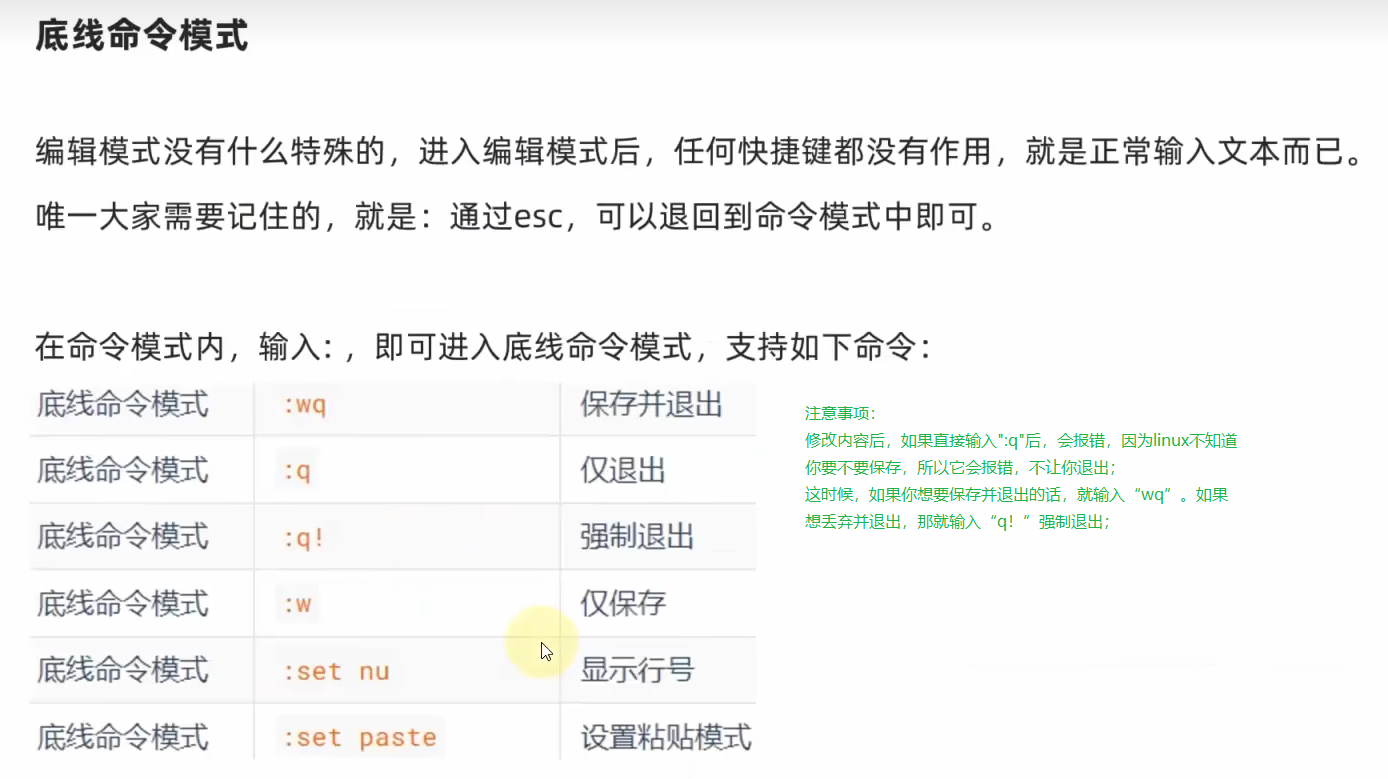 底线命令模式
编辑模式没有什么特殊的，进入编辑模式后，任何快捷键都没有作用，就是正常输入文本而已。
唯一大家需要记住的，就是：通过esc，可以退回到命令模式中即可。
在命令模式内，输入：，即可进入底线命令模式，支持如下命令：
底线命令模式 :wq 保存并退出
底线命令模式 :q 仅退出
底线命令模式 :q! 强制退出
底线命令模式 :w 仅保存
底线命令模式 :set nu 显示行号
底线命令模式 :set paste 设置粘贴模式
注意事项：
修改内容后，如果直接输入":q"后，会报错，因为linux不知道
你要不要保存，所以它会报错，不让你退出；
这时候，如果你想要保存并退出的话，就输入“wq”。如果
想丢弃并退出，那就输入“q！”强制退出；